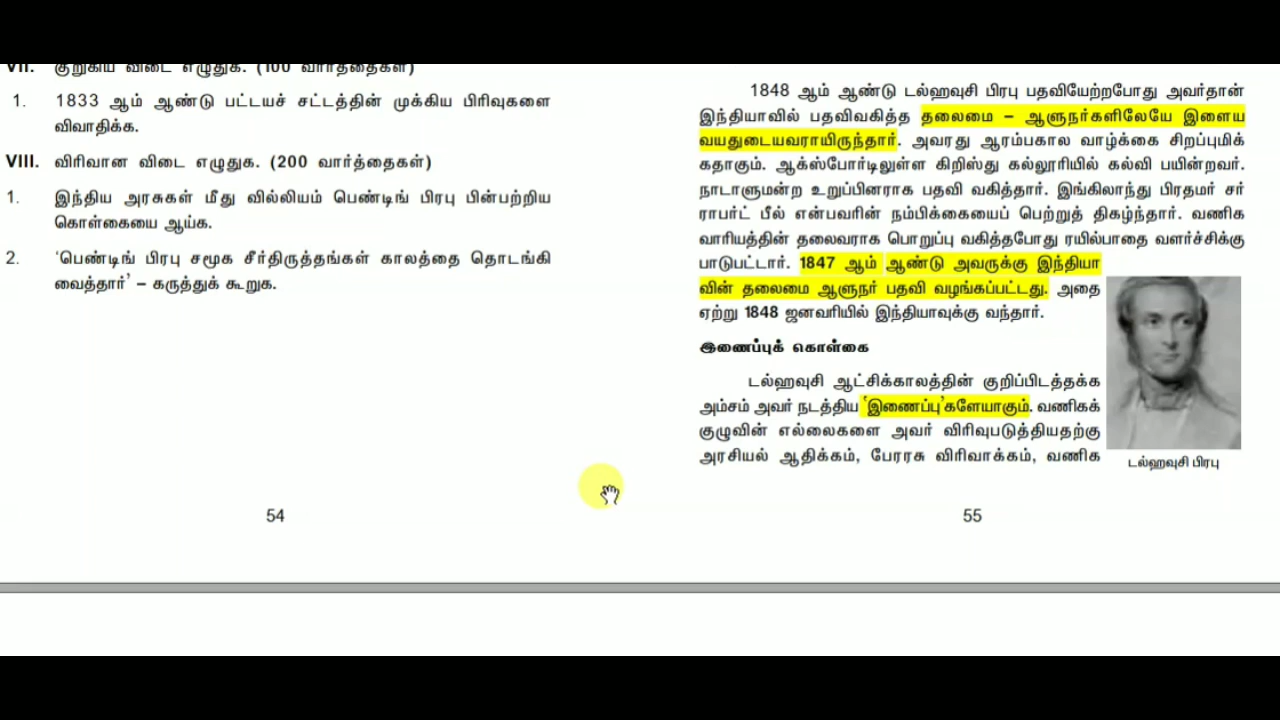 VII. குறுகிய விடை எழுதுக. (100 வார்த்தைகள்)
1. 1833 ஆம் ஆண்டு பட்டயச் சட்டத்தின் முக்கிய பிரிவுகளை
விவாதிக்க.
VIII. விரிவான விடை எழுதுக. (200 வார்த்தைகள்)
1. இந்திய அரசுகள் மீது வில்லியம் பெண்டிங் பிரபு பின்பற்றிய
கொள்கையை ஆய்க.
2. 'பெண்டிங் பிரபு சமூக சீர்திருத்தங்கள் காலத்தை தொடங்கி
வைத்தார்' – கருத்துக் கூறுக.
54
1848 ஆம் ஆண்டு டல்ஹவுசி பிரபு பதவியேற்றபோது அவர்தான்
இந்தியாவில் பதவிவகித்த தலைமை – ஆளுநர்களிலேயே இளைய
வயதுடையவராயிருந்தார். அவரது ஆரம்பகால வாழ்க்கை சிறப்புமிக்
கதாகும். ஆக்ஸ்போர்டிலுள்ள கிறிஸ்து கல்லூரியில் கல்வி பயின்றவர்.
நாடாளுமன்ற உறுப்பினராக பதவி வகித்தார். இங்கிலாந்து பிரதமர் சர்
ராபர்ட் பீல் என்பவரின் நம்பிக்கையைப் பெற்றுத் திகழ்ந்தார். வணிக
வாரியத்தின் தலைவராக பொறுப்பு வகித்தபோது ரயில்பாதை வளர்ச்சிக்கு
பாடுபட்டார். 1847 ஆம் ஆண்டு அவருக்கு இந்தியா
வின் தலைமை ஆளுநர் பதவி வழங்கப்பட்டது. அதை
ஏற்று 1848 ஜனவரியில் இந்தியாவுக்கு வந்தார்.
இணைப்புக் கொள்கை
டல்ஹவுசி ஆட்சிக்காலத்தின் குறிப்பிடத்தக்க
அம்சம் அவர் நடத்திய 'இணைப்பு'களேயாகும். வணிகக்
குழுவின் எல்லைகளை அவர் விரிவுபடுத்தியதற்கு
அரசியல் ஆதிக்கம், பேரரசு விரிவாக்கம், வணிக
டல்ஹவுசி பிரபு
55